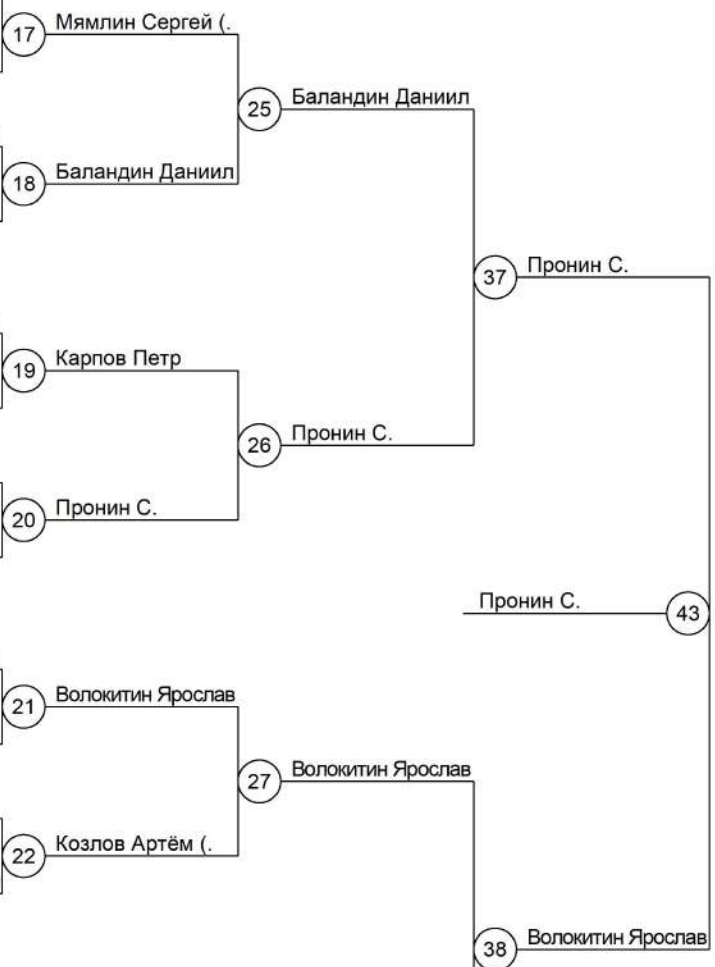 17 Мямлин Сергей (.
25 Баландин Даниил
18 Баландин Даниил
37 Пронин С.
19 Карпов Петр
26 Пронин С.
20 Пронин С.
Пронин С. 43
21 Волокитин Ярослав
27 Волокитин Ярослав
22 Козлов Артём (.
38 Волокитин Ярослав